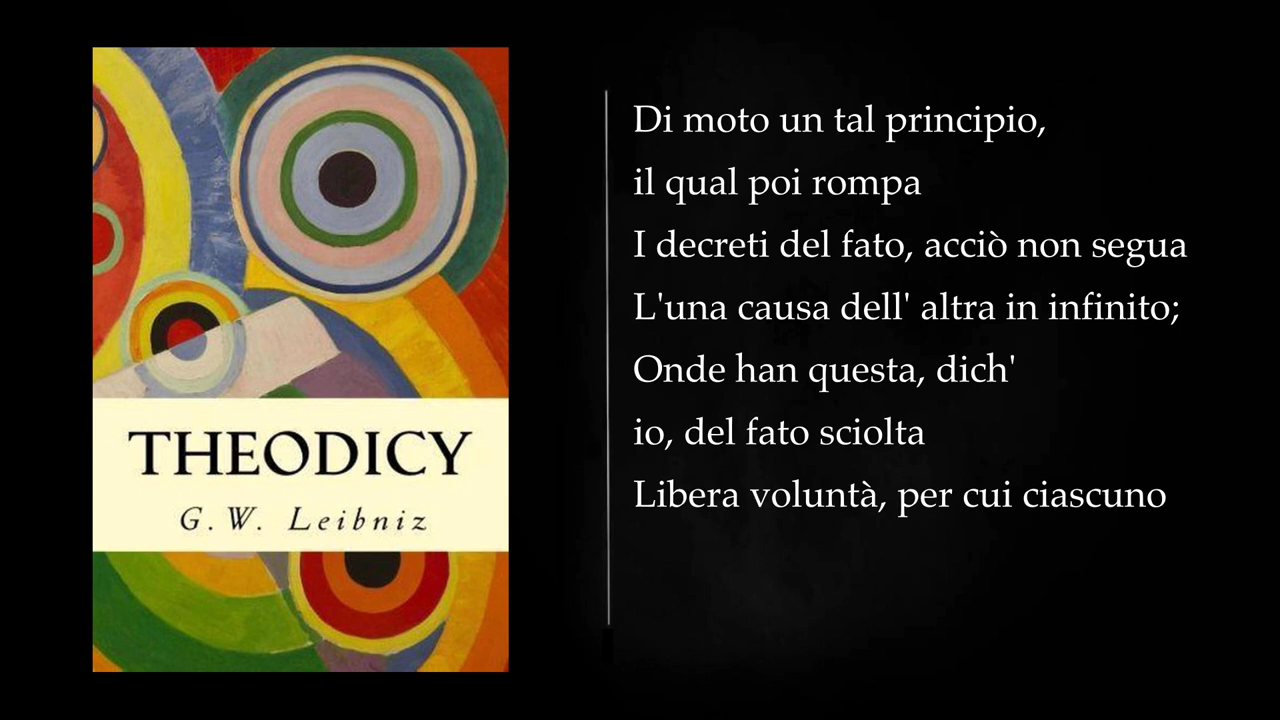 THEODICY
G. W. Leibniz
Di moto un tal principio,
il qual poi rompa
I decreti del fato, acciò non segua
L'una causa dell' altra in infinito;
Onde han questa, dich'
io, del fato sciolta
Libera voluntà, per cui ciascuno